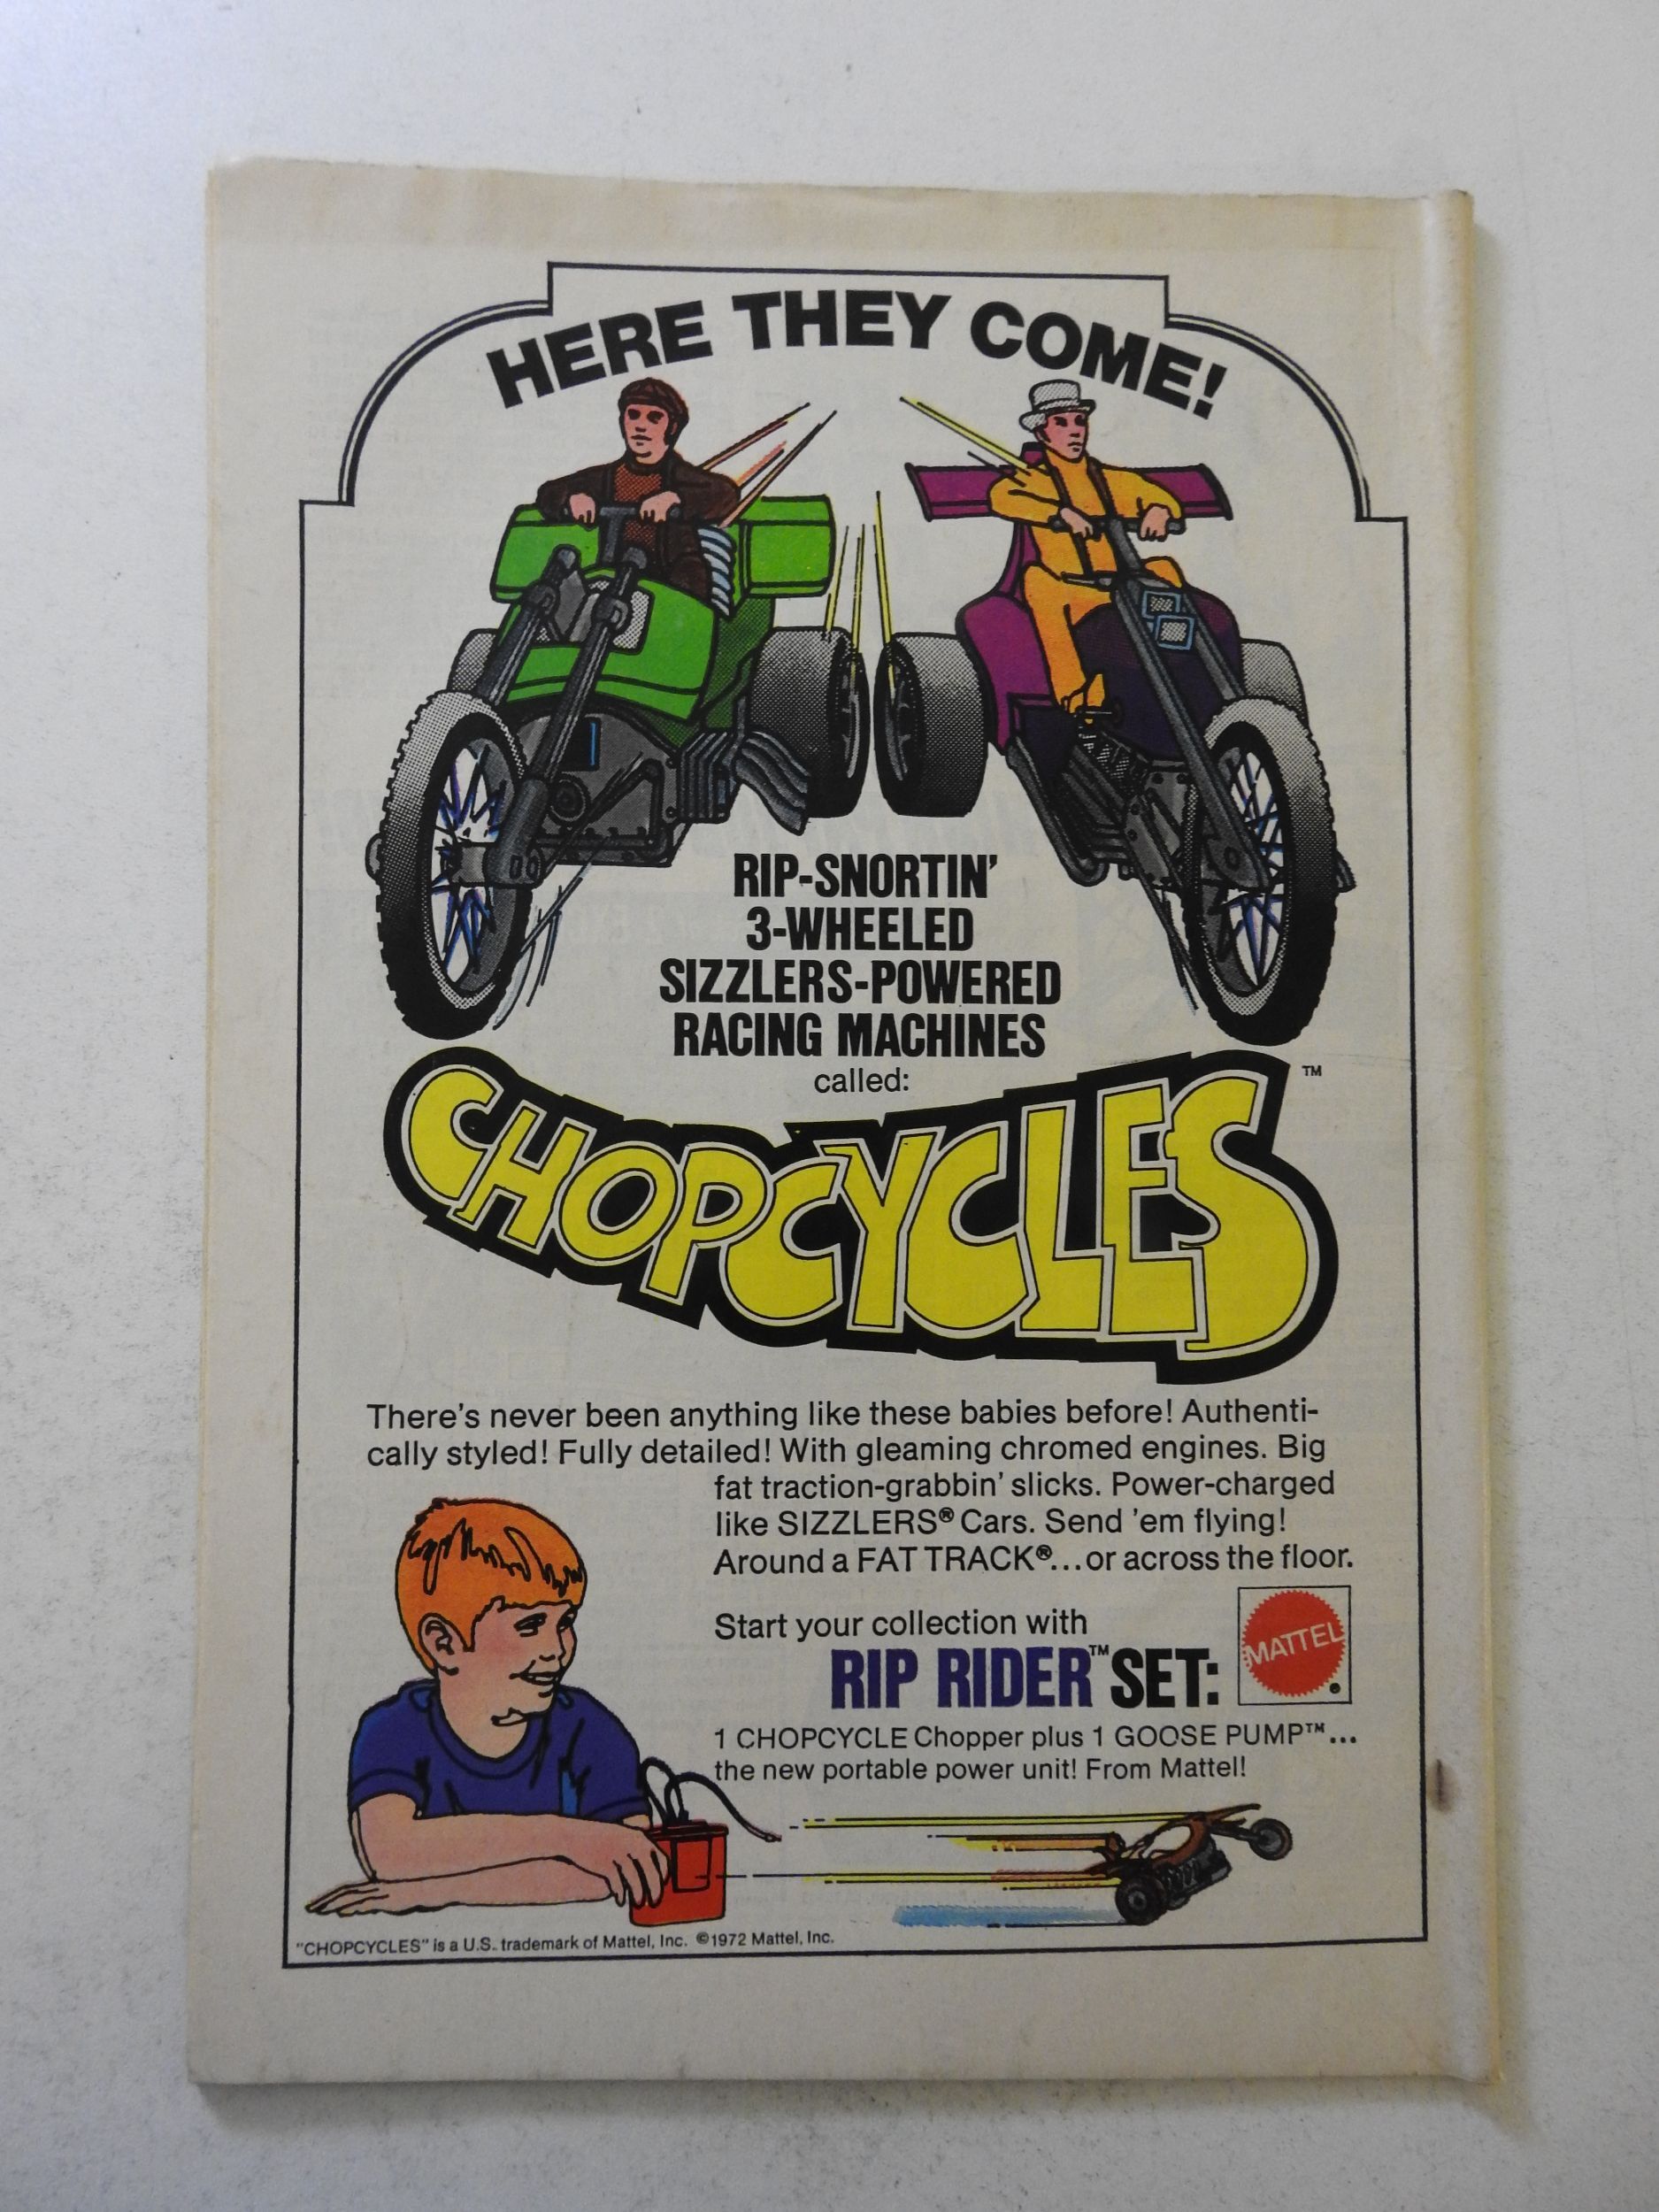 HERE THEY COME!
RIP-SNORTIN'
3-WHEELED
SIZZLERS-POWERED
RACING MACHINES
called:
CHOPCYCLES™
There's never been anything like these babies before! Authenti-
cally styled! Fully detailed! With gleaming chromed engines. Big
fat traction-grabbin' slicks. Power-charged
like SIZZLERS® Cars. Send 'em flying!
Around a FAT TRACK®...or across the floor.
Start your collection with
RIP RIDER™ SET:
MATTEL®
1 CHOPCYCLE Chopper plus 1 GOOSE PUMP™...
the new portable power unit! From Mattel!
"CHOPCYCLES" is a U.S. trademark of Mattel, Inc. ©1972 Mattel, Inc.